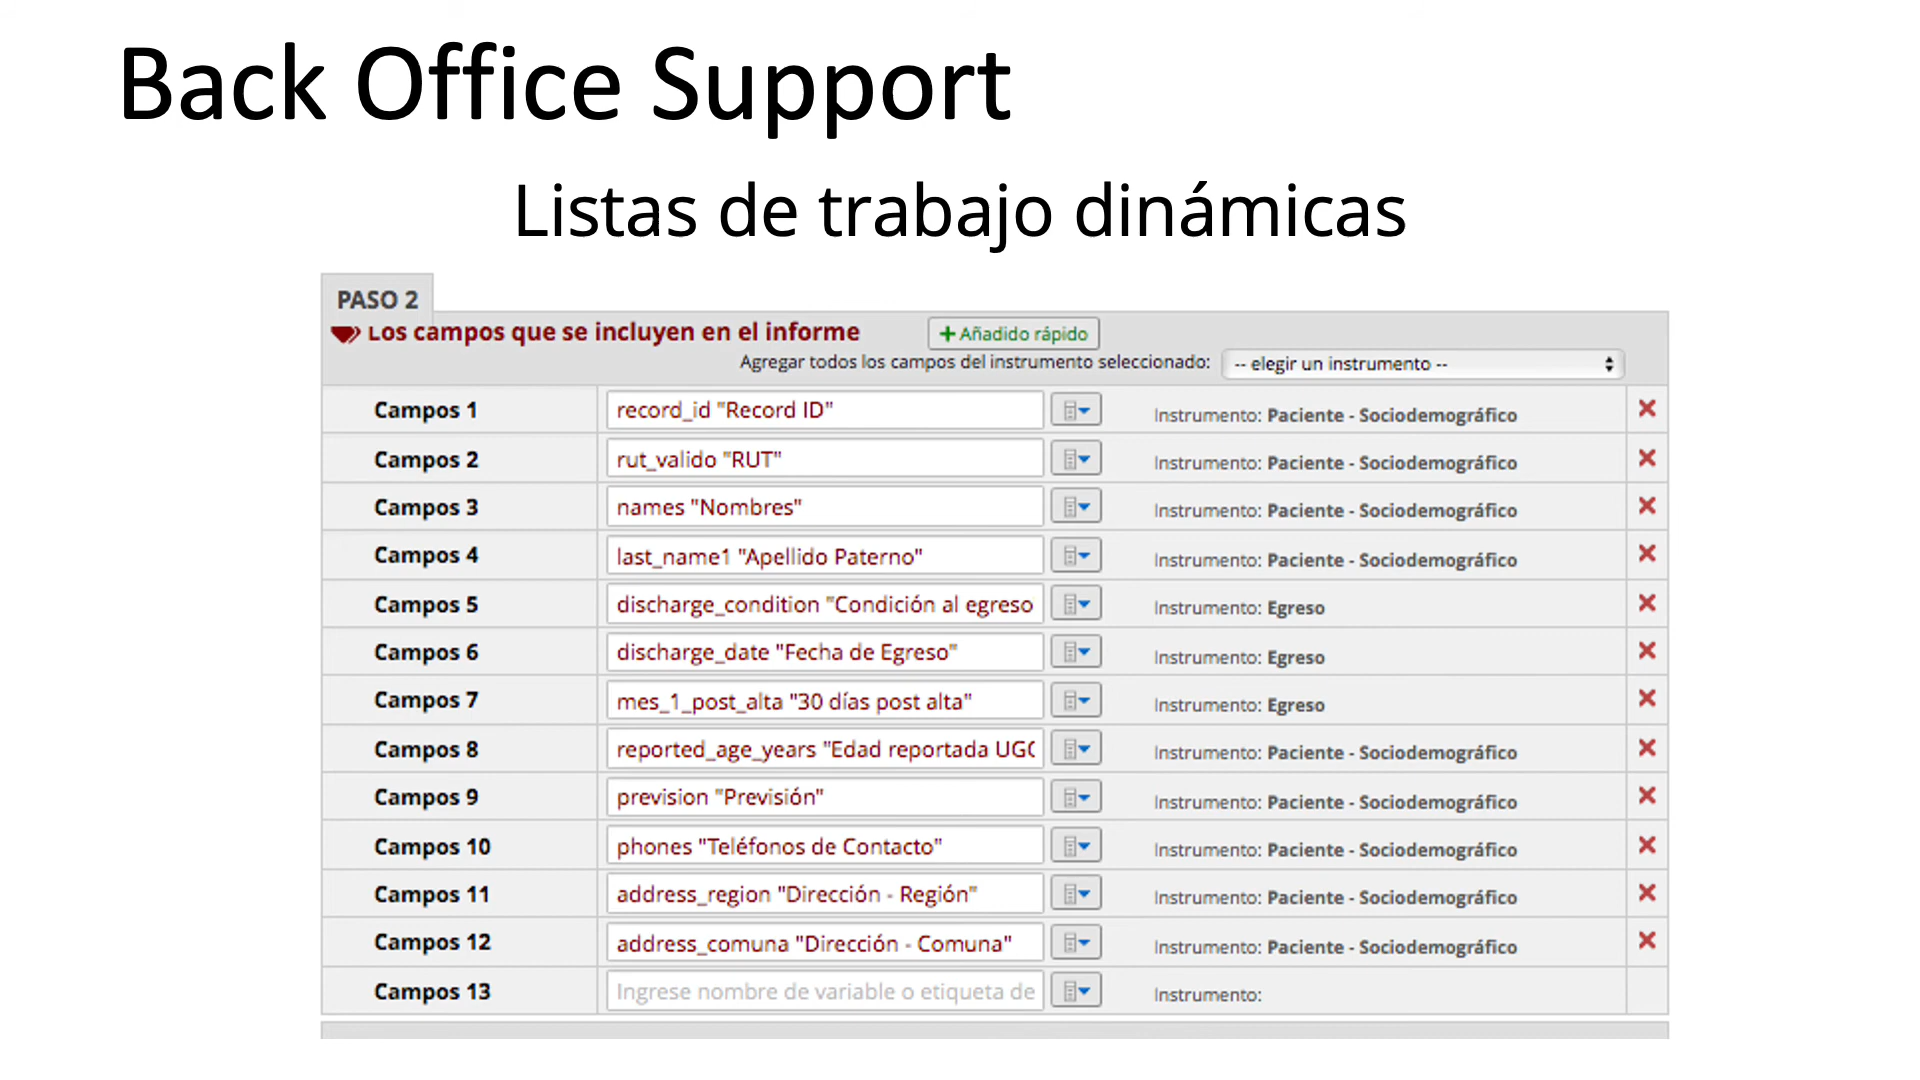 Back Office Support
Listas de trabajo dinámicas
PASO 2
Los campos que se incluyen en el informe
Añadido rápido
Agregar todos los campos del instrumento seleccionado: -- elegir un instrumento --
Campos 1 record_id "Record ID" Instrumento: Paciente - Sociodemográfico
Campos 2 rut_valido "RUT" Instrumento: Paciente - Sociodemográfico
Campos 3 names "Nombres" Instrumento: Paciente - Sociodemográfico
Campos 4 last_name1 "Apellido Paterno" Instrumento: Paciente - Sociodemográfico
Campos 5 discharge_condition "Condición al egreso Instrumento: Egreso
Campos 6 discharge_date "Fecha de Egreso" Instrumento: Egreso
Campos 7 mes_1_post_alta "30 días post alta" Instrumento: Egreso
Campos 8 reported_age_years "Edad reportada Instrumento: Paciente - Sociodemográfico
Campos 9 prevision "Previsión" Instrumento: Paciente - Sociodemográfico
Campos 10 phones "Teléfonos de Contacto" Instrumento: Paciente - Sociodemográfico
Campos 11 address_region "Dirección - Región" Instrumento: Paciente - Sociodemográfico
Campos 12 address_comuna "Dirección - Comuna" Instrumento: Paciente - Sociodemográfico
Campos 13 Ingrese nombre de variable o etiqueta de Instrumento: